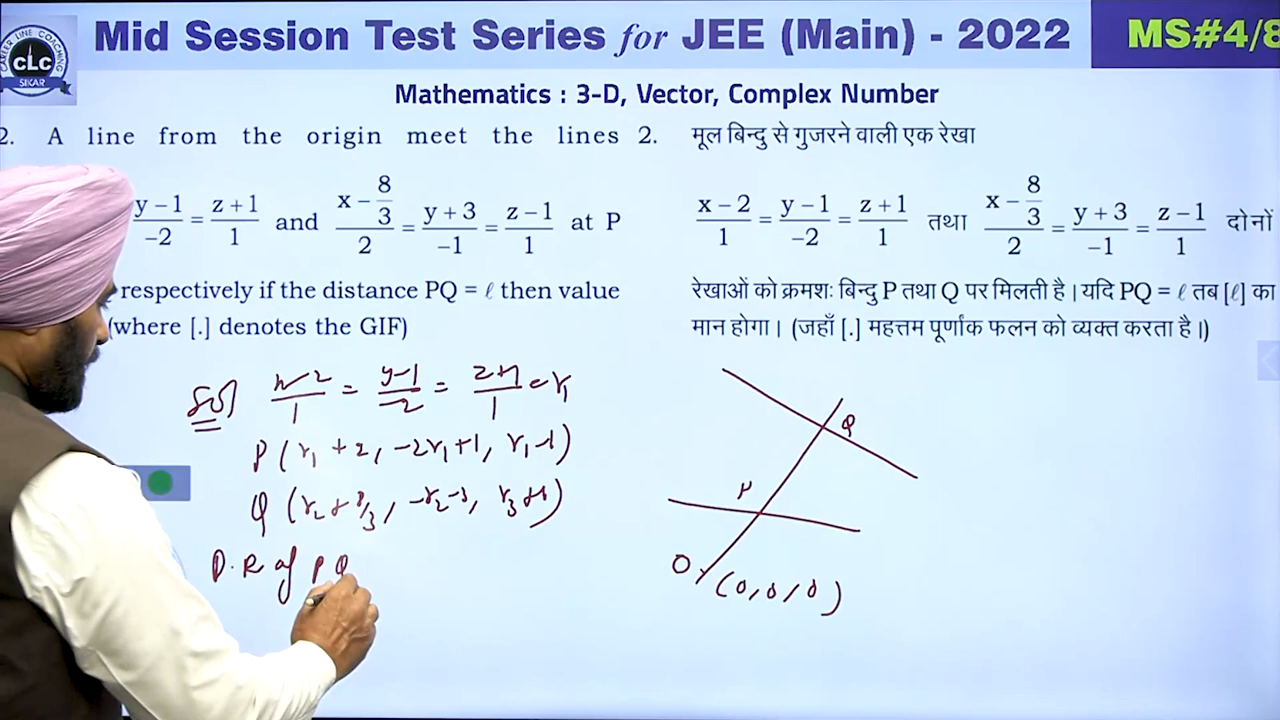 Mid Session Test Series for JEE (Main) - 2022
MS#4/8
CAREER LINE COACHING
CLC
SIKAR
Mathematics : 3-D, Vector, Complex Number
2. A line from the origin meet the lines
y − 1 / −2 = z + 1 / 1 and x − 8/3 / 2 = y + 3 / −1 = z − 1 / 1 at P
respectively if the distance PQ = ℓ then value
(where [.] denotes the GIF)
2. मूल बिन्दु से गुजरने वाली एक रेखा
x − 2 / 1 = y − 1 / −2 = z + 1 / 1 तथा x − 8/3 / 2 = y + 3 / −1 = z − 1 / 1 दोनों
रेखाओं को क्रमशः बिन्दु P तथा Q पर मिलती है। यदि PQ = ℓ तब [ℓ] का
मान होगा। (जहाँ [.] महत्तम पूर्णांक फलन को व्यक्त करता है।)
Sol x−2 / 1 = y−1 / −2 = z+1 / 1 = r₁
P (r₁ + 2, −2r₁+1, r₁−1)
Q (r₂ + 8/3, −r₂−3, r₃+1)
D.R of PQ
Q
P
O (0, 0, 0)